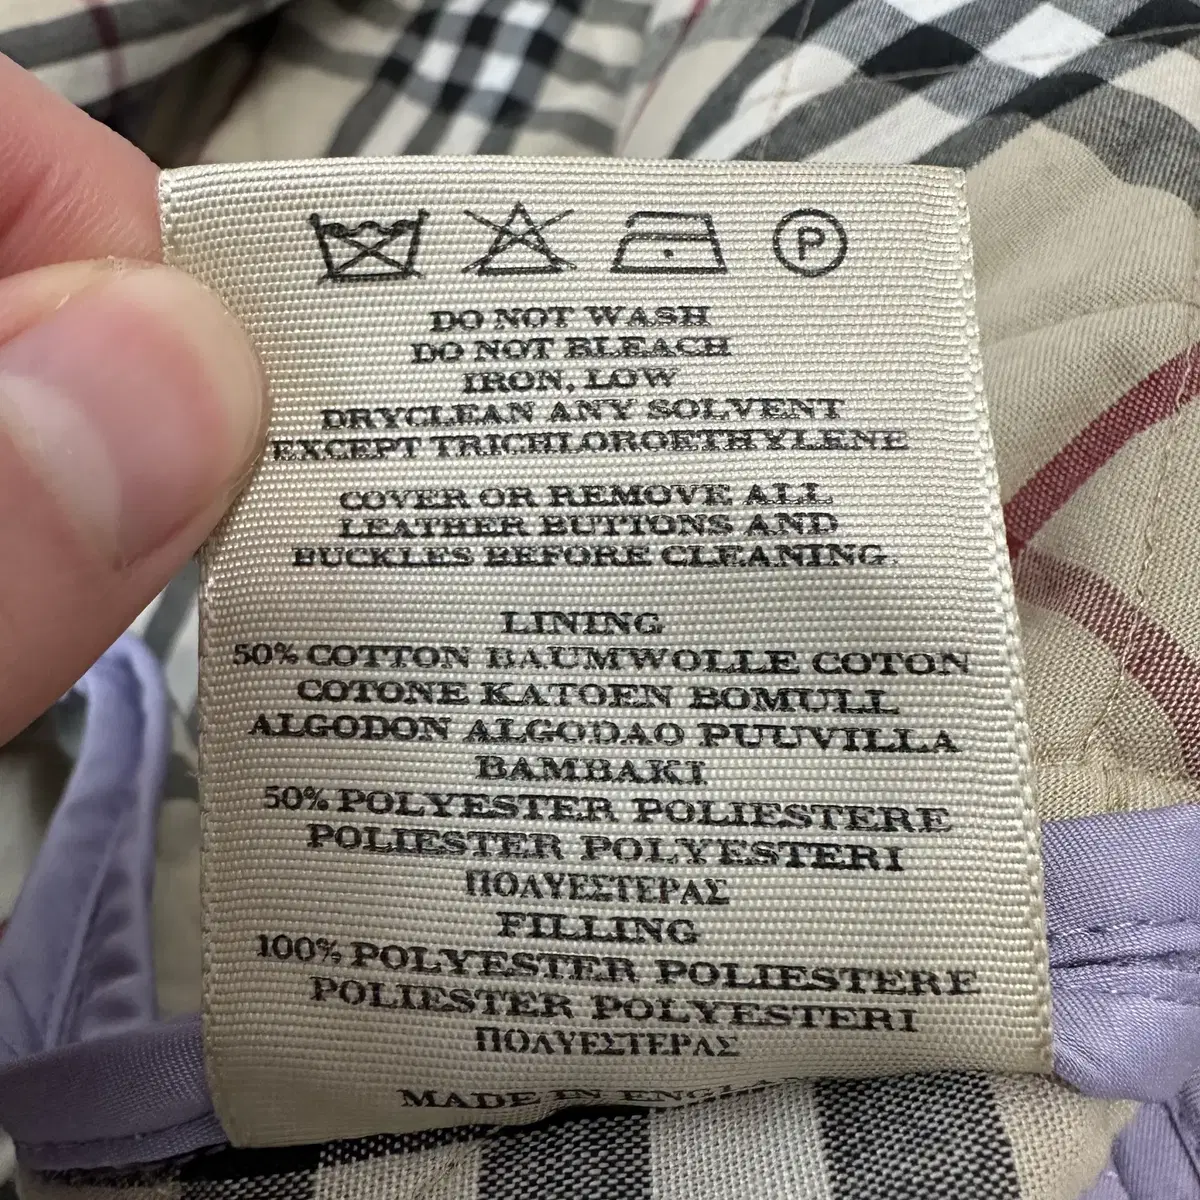 P
DO NOT WASH
DO NOT BLEACH
IRON, LOW
DRYCLEAN ANY SOLVENT
EXCEPT TRICHLOROETHYLENE
COVER OR REMOVE ALL
LEATHER BUTTONS AND
BUCKLES BEFORE CLEANING.
LINING
50% COTTON BAUMWOLLE COTON
COTONE KATOEN BOMULL
ALGODON ALGODAO PUUVILLA
BAMBAKI
50% POLYESTER POLIESTERE
POLIESTER POLYESTERI
ΠΟΛΥΕΣΤΕΡΑΣ
FILLING
100% POLYESTER POLIESTERE
POLIESTER POLYESTERI
ΠΟΛΥΕΣΤΕΡΑΣ
MADE IN